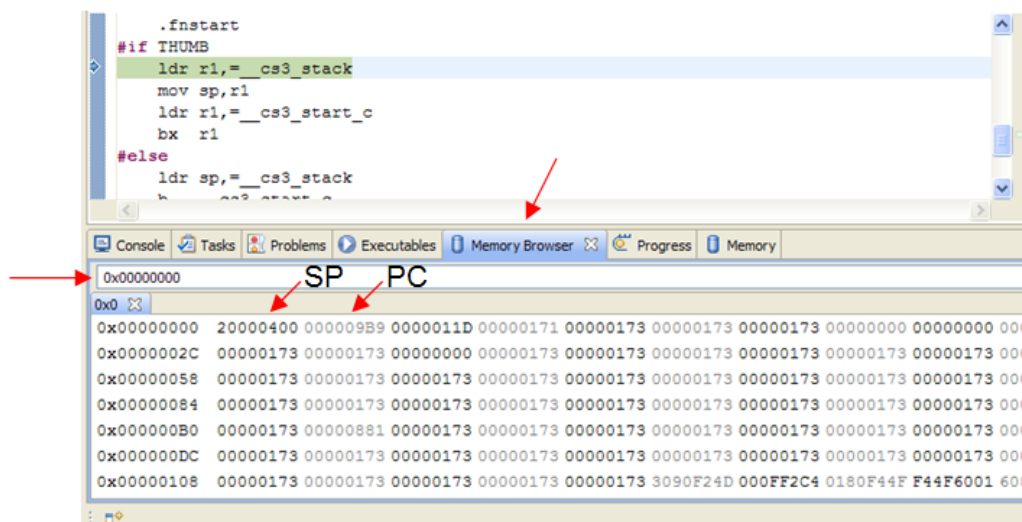 .fnstart
#if THUMB
ldr r1,=__cs3_stack
mov sp,r1
ldr r1,=__cs3_start_c
bx r1
#else
ldr sp,=__cs3_stack
Console Tasks Problems Executables Memory Browser Progress Memory
0x00000000
SP PC
0x0
0x00000000 20000400 000009B9 0000011D 00000171 00000173 00000173 00000173 00000000 00000000
0x0000002C 00000173 00000173 00000000 00000173 00000173 00000173 00000173 00000173 00000173
0x00000058 00000173 00000173 00000173 00000173 00000173 00000173 00000173 00000173 00000173
0x00000084 00000173 00000173 00000173 00000173 00000173 00000173 00000173 00000173 00000173
0x000000B0 00000173 00000881 00000173 00000173 00000173 00000173 00000173 00000173 00000173
0x000000DC 00000173 00000173 00000173 00000173 00000173 00000173 00000173 00000173 00000173
0x00000108 00000173 00000173 00000173 00000173 00000173 3090F24D 000FF2C4 0180F44F F44F6001